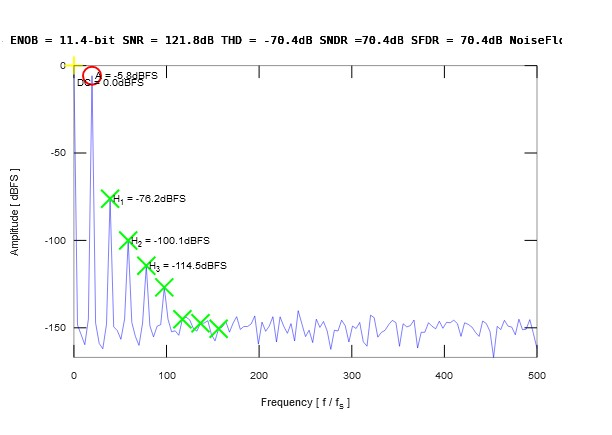 ENOB = 11.4-bit SNR = 121.8dB THD = -70.4dB SNDR =70.4dB SFDR = 70.4dB NoiseFlo
0
A = -5.8dBFS
DC = 0.0dBFS
-50
H1 = -76.2dBFS
-100
H2 = -100.1dBFS
H3 = -114.5dBFS
-150
Amplitude [ dBFS ]
0 100 200 300 400 500
Frequency [ f / fs ]